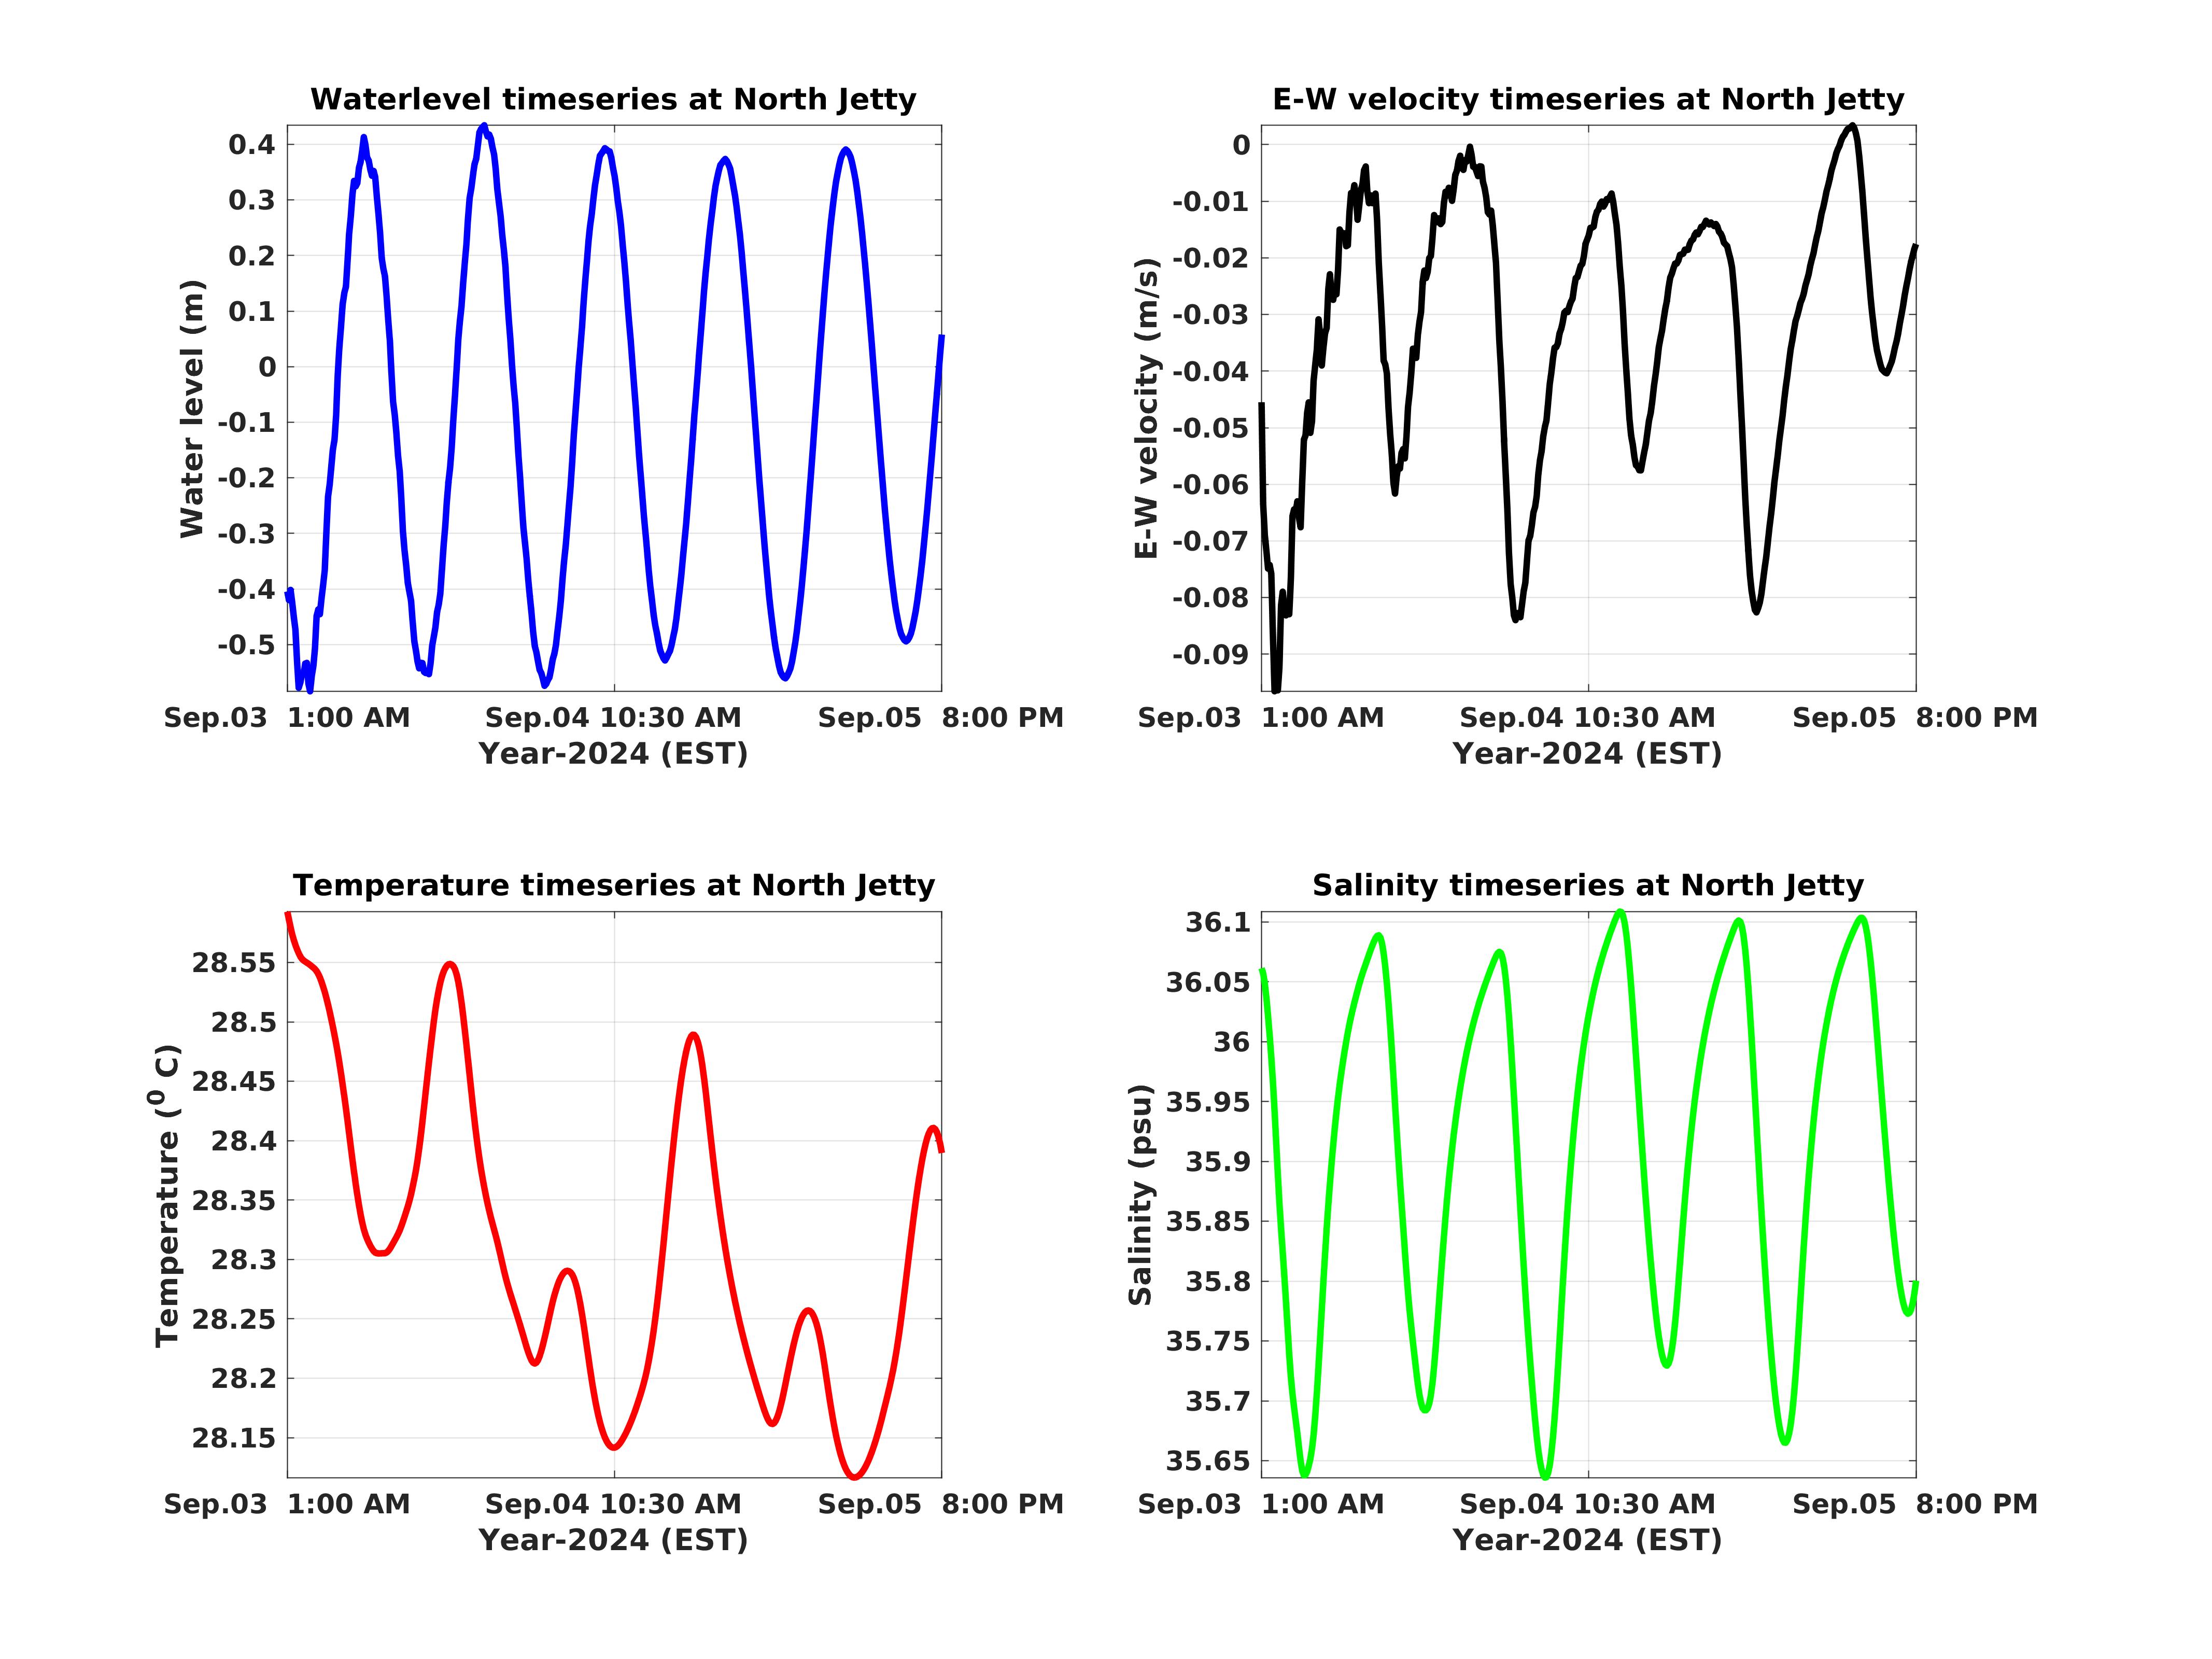 Waterlevel timeseries at North Jetty
0.4
0.3
0.2
0.1
0
-0.1
-0.2
-0.3
-0.4
-0.5
Water level (m)
Sep.03  1:00 AM
Sep.04 10:30 AM
Sep.05  8:00 PM
Year-2024 (EST)
E-W velocity timeseries at North Jetty
0
-0.01
-0.02
-0.03
-0.04
-0.05
-0.06
-0.07
-0.08
-0.09
E-W velocity (m/s)
Sep.03  1:00 AM
Sep.04 10:30 AM
Sep.05  8:00 PM
Year-2024 (EST)
Temperature timeseries at North Jetty
28.55
28.5
28.45
28.4
28.35
28.3
28.25
28.2
28.15
Temperature (⁰ C)
Sep.03  1:00 AM
Sep.04 10:30 AM
Sep.05  8:00 PM
Year-2024 (EST)
Salinity timeseries at North Jetty
36.1
36.05
36
35.95
35.9
35.85
35.8
35.75
35.7
35.65
Salinity (psu)
Sep.03  1:00 AM
Sep.04 10:30 AM
Sep.05  8:00 PM
Year-2024 (EST)